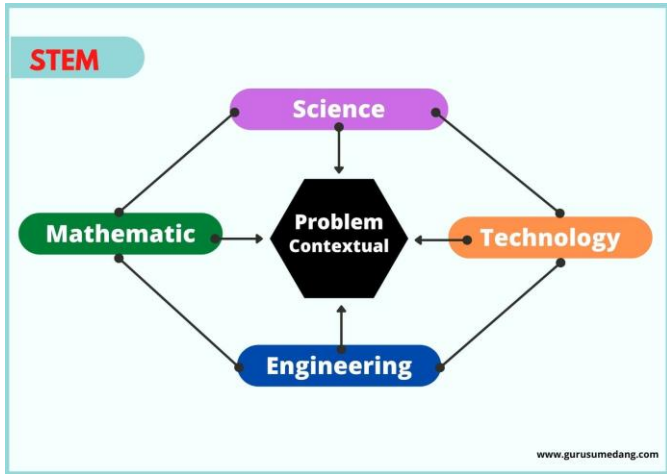 STEM
Science
Mathematic
Problem
Contextual
Technology
Engineering
www.gurusumedang.com